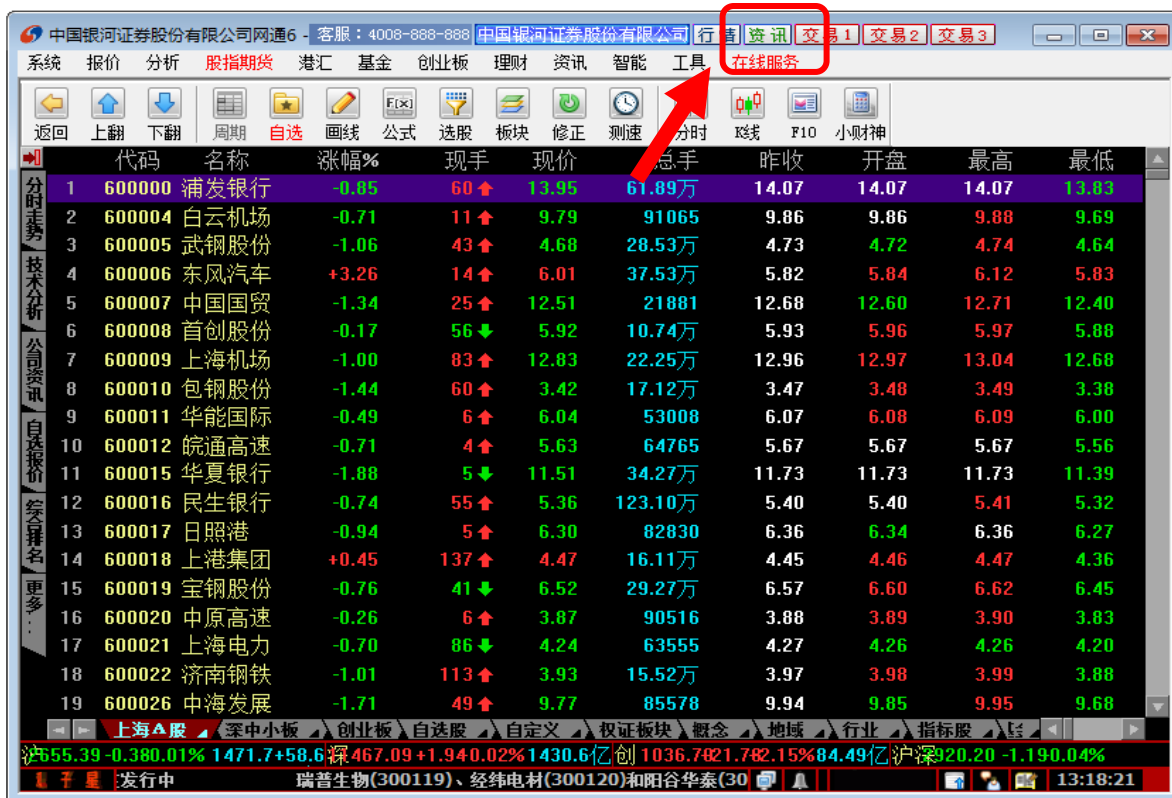 中国银河证券股份有限公司网通6 - 客服：4008-888-888 中国银河证券股份有限公司 行情 资讯 交易1 交易2 交易3
系统 报价 分析 股指期货 港汇 基金 创业板 理财 资讯 智能 工具 在线服务
F(x)
返回 上翻 下翻 周期 自选 画线 公式 选股 板块 修正 测速 分时 K线 F10 小财神
代码 名称 涨幅% 现手 现价 总手 昨收 开盘 最高 最低
1 600000 浦发银行 -0.85 60 13.95 61.89万 14.07 14.07 14.07 13.83
2 600004 白云机场 -0.71 11 9.79 91065 9.86 9.86 9.88 9.69
3 600005 武钢股份 -1.06 43 4.68 28.53万 4.73 4.72 4.74 4.64
4 600006 东风汽车 +3.26 14 6.01 37.53万 5.82 5.84 6.12 5.83
5 600007 中国国贸 -1.34 25 12.51 21881 12.68 12.60 12.71 12.40
6 600008 首创股份 -0.17 56 5.92 10.74万 5.93 5.96 5.97 5.88
7 600009 上海机场 -1.00 83 12.83 22.25万 12.96 12.97 13.04 12.68
8 600010 包钢股份 -1.44 60 3.42 17.12万 3.47 3.48 3.49 3.38
9 600011 华能国际 -0.49 6 6.04 53008 6.07 6.08 6.09 6.00
10 600012 皖通高速 -0.71 4 5.63 64765 5.67 5.67 5.67 5.56
11 600015 华夏银行 -1.88 5 11.51 34.27万 11.73 11.73 11.73 11.39
12 600016 民生银行 -0.74 55 5.36 123.10万 5.40 5.40 5.41 5.32
13 600017 日照港 -0.94 5 6.30 82830 6.36 6.34 6.36 6.27
14 600018 上港集团 +0.45 137 4.47 16.11万 4.45 4.46 4.47 4.36
15 600019 宝钢股份 -0.76 41 6.52 29.27万 6.57 6.60 6.62 6.45
16 600020 中原高速 -0.26 6 3.87 90516 3.88 3.89 3.90 3.83
17 600021 上海电力 -0.70 86 4.24 63555 4.27 4.26 4.26 4.20
18 600022 济南钢铁 -1.01 113 3.93 15.52万 3.97 3.98 3.99 3.88
19 600026 中海发展 -1.71 49 9.77 85578 9.94 9.85 9.95 9.68
分时走势
技术分析
公司资讯
自选报价
综合排名
更多..
上海A股 深中小板 创业板 自选股 自定义 权证板块 概念 地域 行业 指标股
沪655.39 -0.380.01% 1471.7+58.6 深467.09 +1.940.02% 1430.6亿 创 2.15% 84.49亿 沪深920.20 -1.190.04%
发行中 瑞普生物(300119)、经纬电材(300120)和阳谷华泰(30 13:18:21